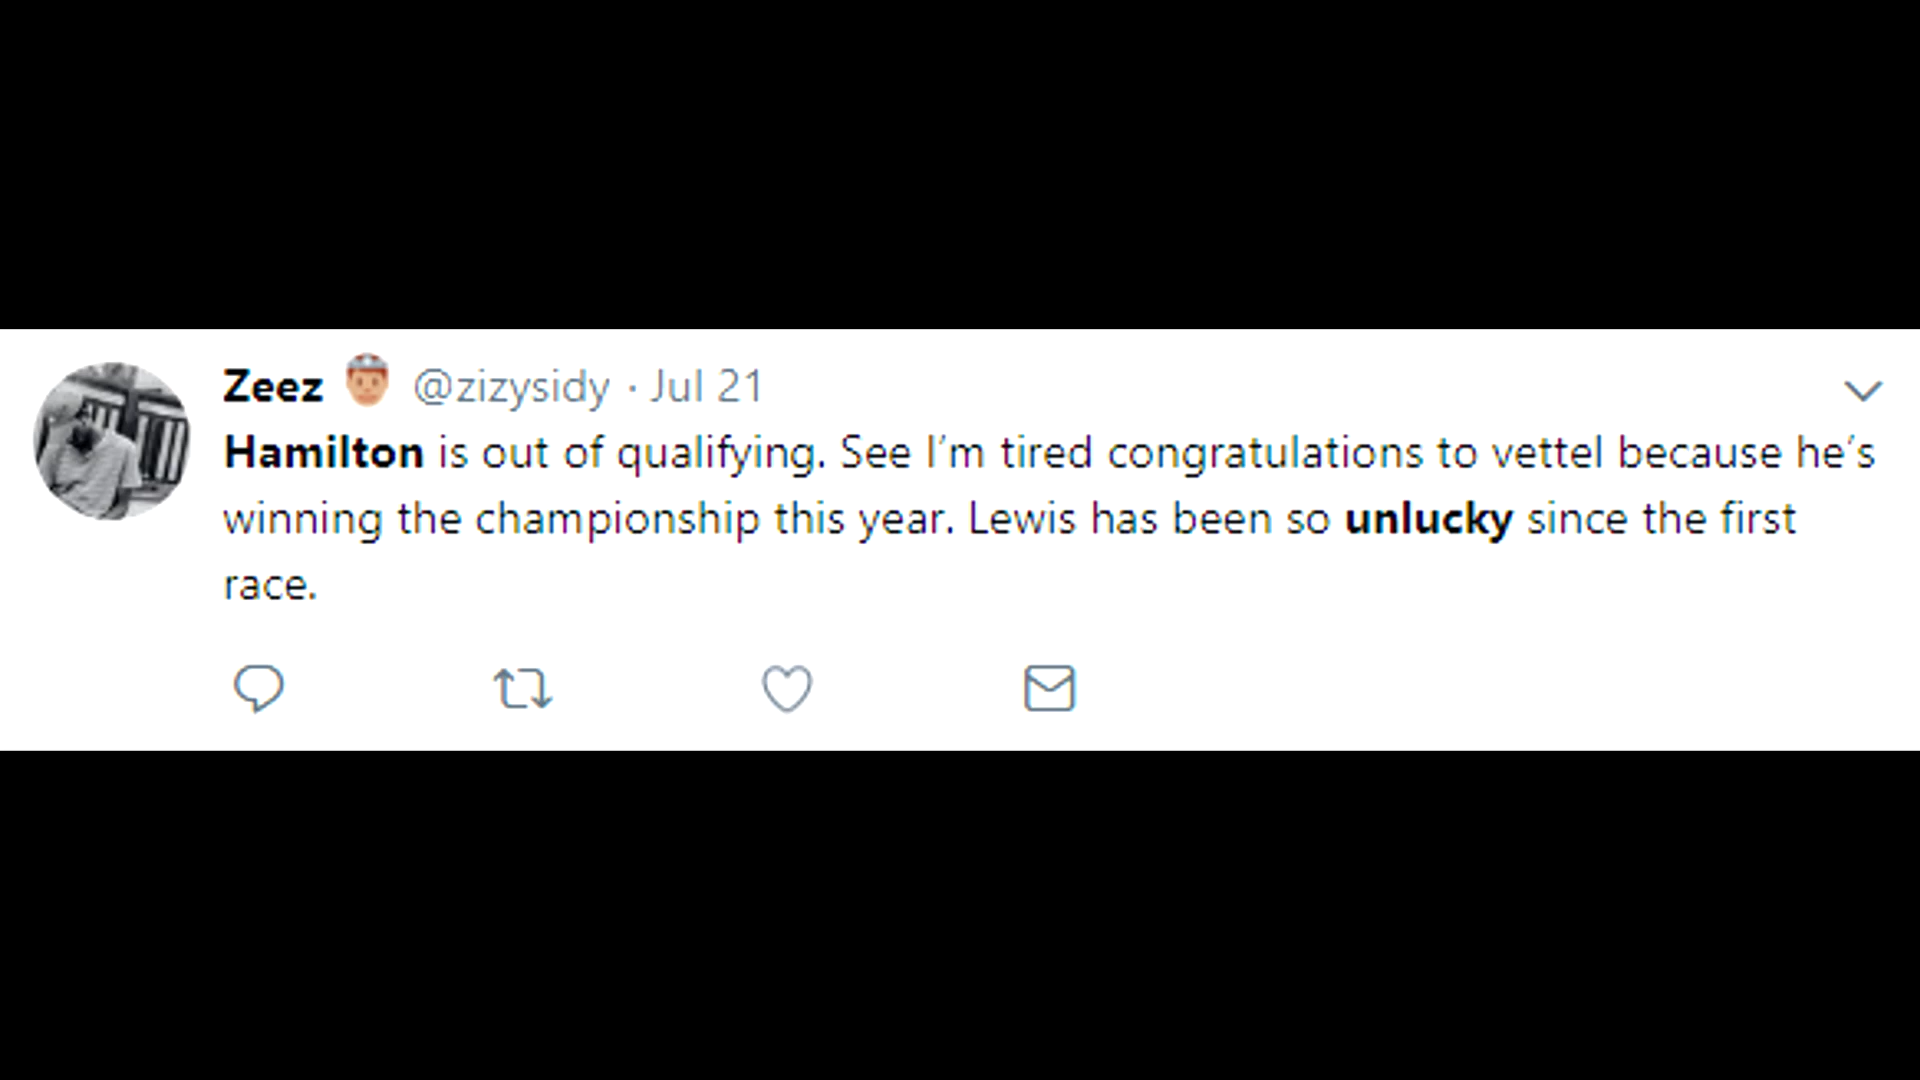 Zeez @zizysidy · Jul 21
Hamilton is out of qualifying. See I'm tired congratulations to vettel because he's
winning the championship this year. Lewis has been so unlucky since the first
race.